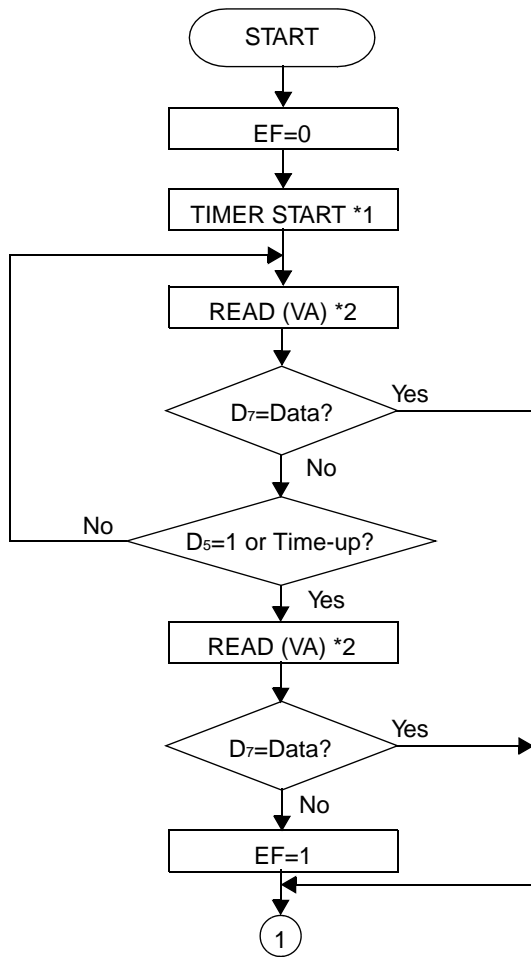 START
EF=0
TIMER START *1
READ (VA) *2
D₇=Data?
Yes
No
No
D₅=1 or Time-up?
Yes
READ (VA) *2
D₇=Data?
Yes
No
EF=1
1